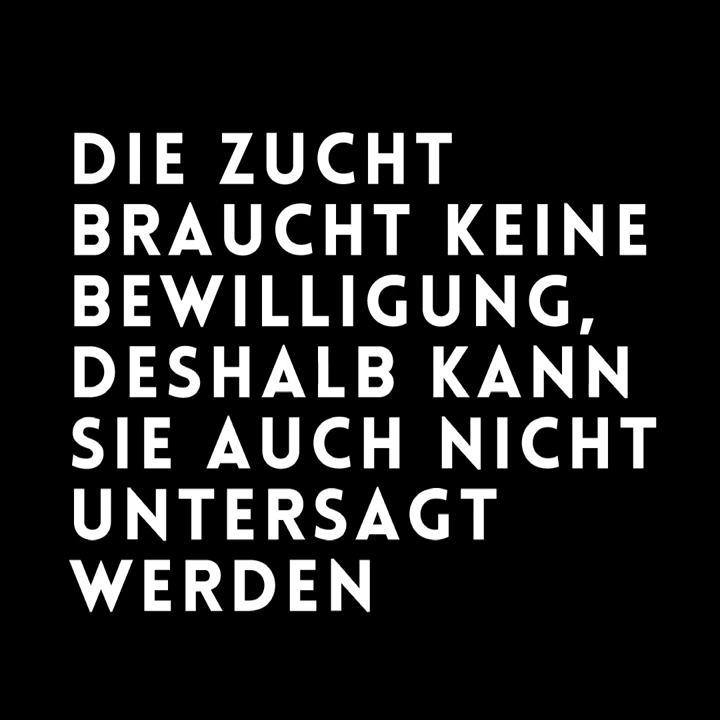 DIE ZUCHT
BRAUCHT KEINE
BEWILLIGUNG,
DESHALB KANN
SIE AUCH NICHT
UNTERSAGT
WERDEN